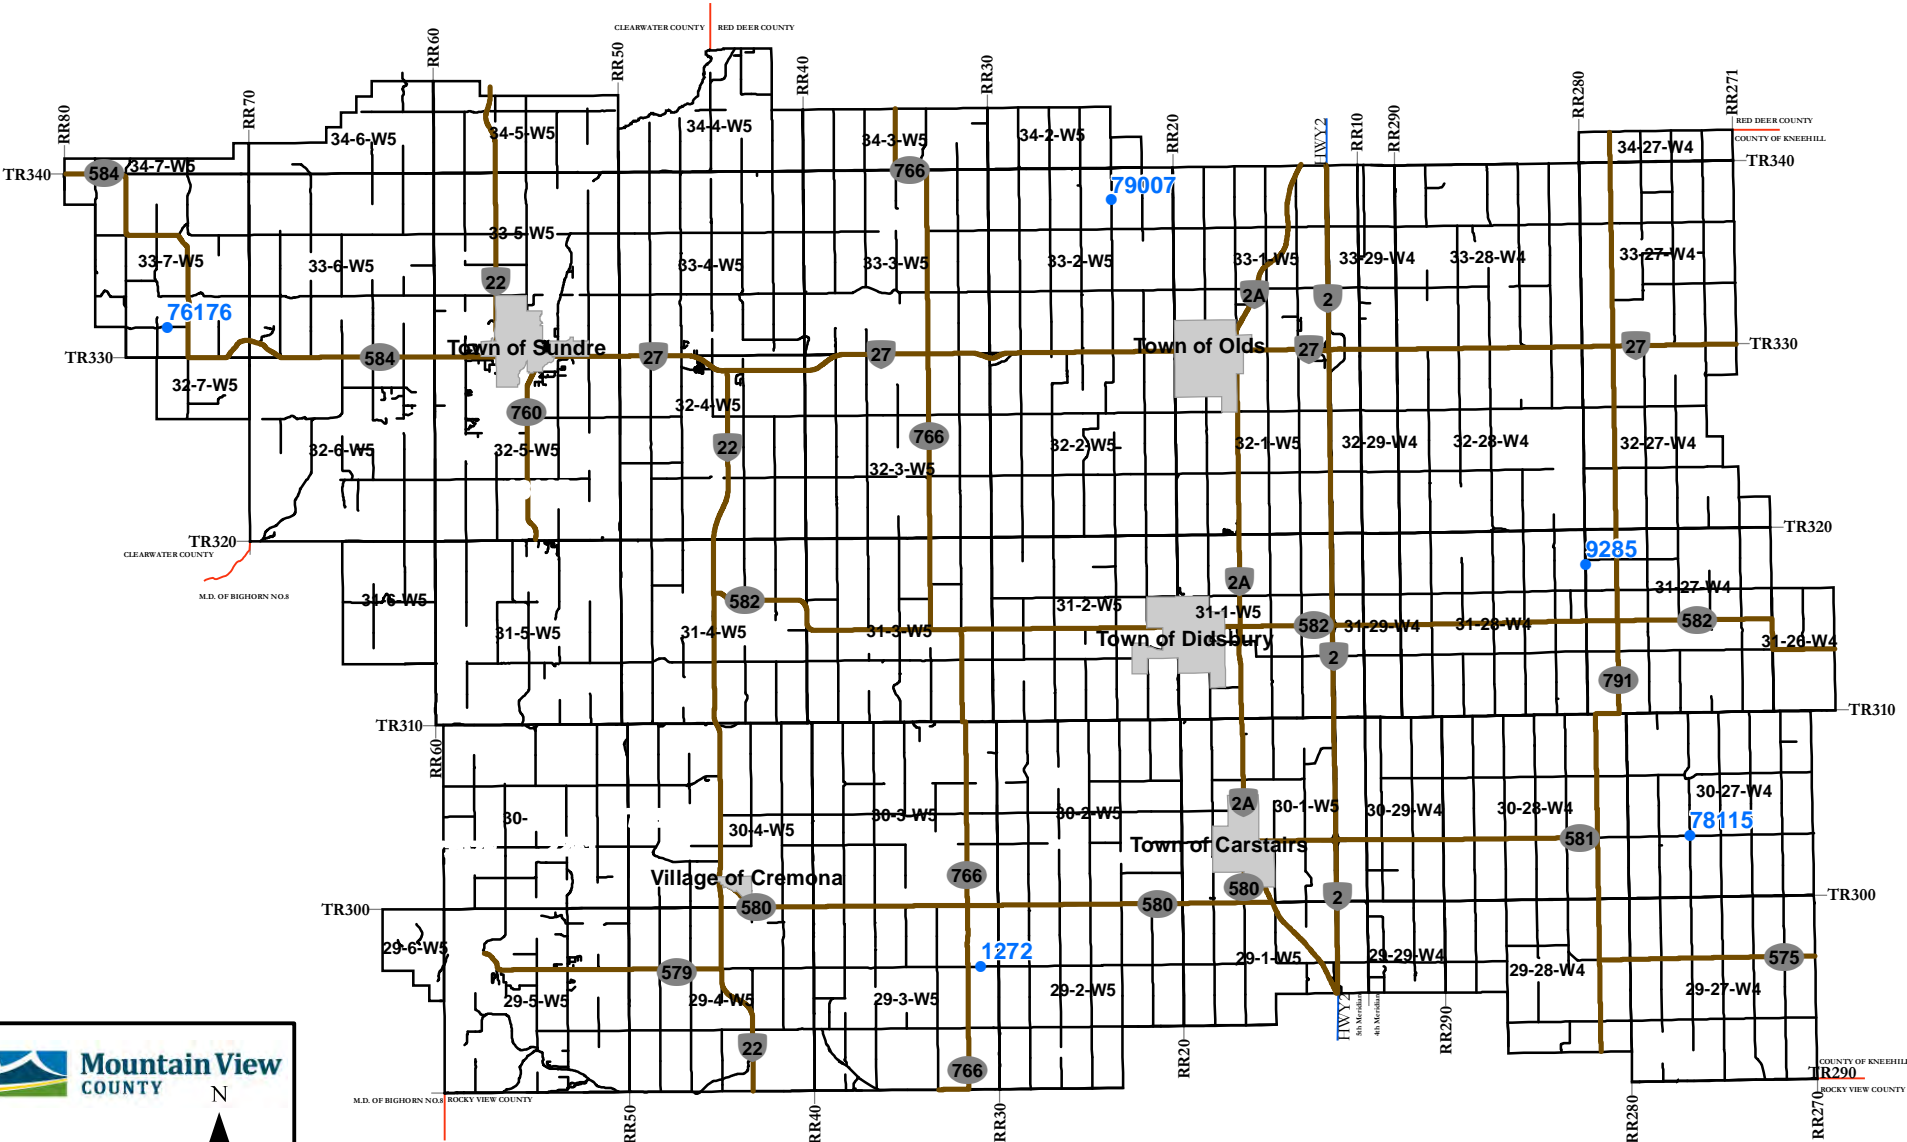 CLEARWATER COUNTY
RED DEER COUNTY
RR80
RR70
RR60
RR50
RR40
RR30
RR20
HWY2
RR10
RR290
RR280
RR271
RED DEER COUNTY
COUNTY OF KNEEHILL
34-6-W5
34-5-W5
34-4-W5
34-3-W5
34-2-W5
34-27-W4
TR340
584
34-7-W5
766
79007
TR340
33-7-W5
33-6-W5
33-5-W5
33-4-W5
33-3-W5
33-2-W5
33-1-W5
33-29-W4
33-28-W4
33-27-W4
22
2A
2
76176
TR330
584
Town of Sundre
27
27
Town of Olds
27
27
TR330
32-7-W5
760
32-4-W5
22
766
32-6-W5
32-5-W5
32-3-W5
32-2-W5
32-1-W5
32-29-W4
32-28-W4
32-27-W4
TR320
TR320
CLEARWATER COUNTY
M.D. OF BIGHORN NO.8
9285
2A
31-6-W5
31-5-W5
582
31-4-W5
31-3-W5
31-2-W5
31-1-W5
Town of Didsbury
582
31-29-W4
31-28-W4
31-27-W4
582
31-26-W4
2
791
TR310
TR310
RR60
30-
30-4-W5
30-3-W5
30-2-W5
2A
30-1-W5
30-29-W4
30-28-W4
30-27-W4
78115
Town of Carstairs
581
Village of Cremona
766
580
580
580
2
TR300
TR300
29-6-W5
1272
579
29-5-W5
29-4-W5
29-3-W5
29-2-W5
29-1-W5
29-29-W4
29-28-W4
575
29-27-W4
HWY2
5th Meridian
4th Meridian
RR290
22
766
RR20
COUNTY OF KNEEHILL
TR290
ROCKY VIEW COUNTY
M.D. OF BIGHORN NO.8
ROCKY VIEW COUNTY
RR50
RR40
RR30
RR280
RR270
Mountain View
COUNTY
N